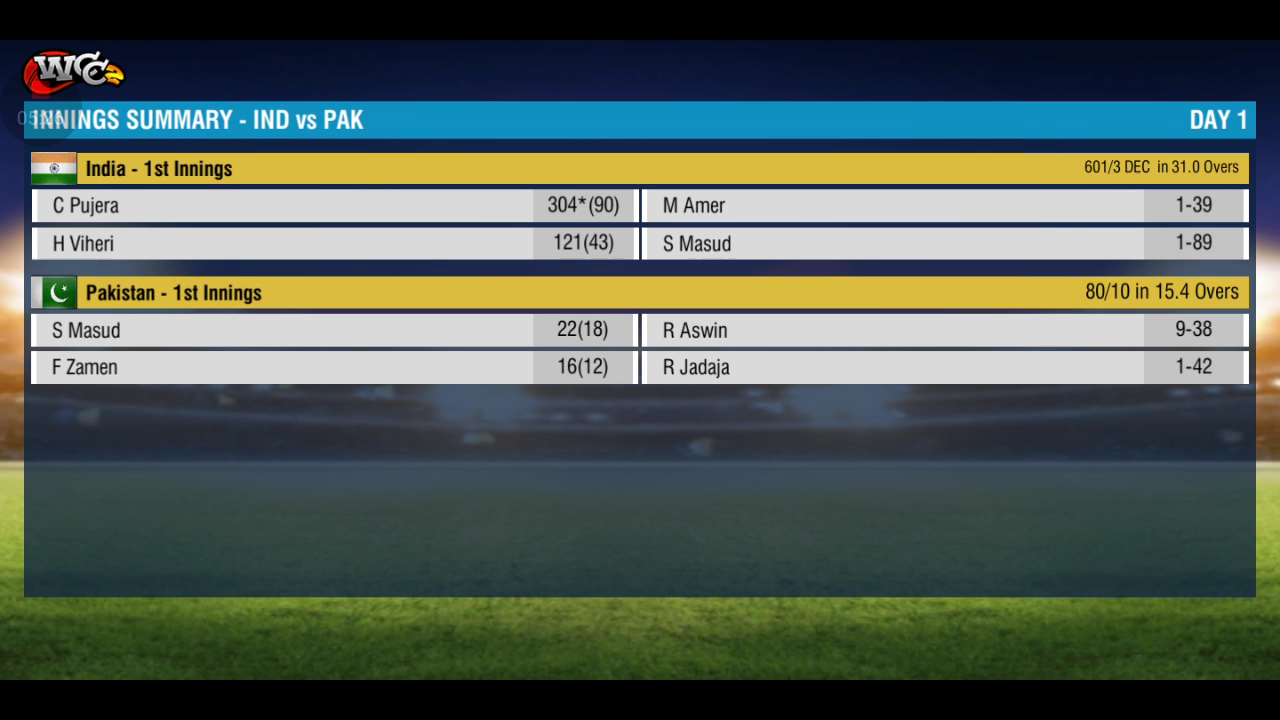 WCC
INNINGS SUMMARY - IND vs PAK DAY 1
India - 1st Innings 601/3 DEC in 31.0 Overs
C Pujera 304*(90) M Amer 1-39
H Viheri 121(43) S Masud 1-89
Pakistan - 1st Innings 80/10 in 15.4 Overs
S Masud 22(18) R Aswin 9-38
F Zamen 16(12) R Jadaja 1-42